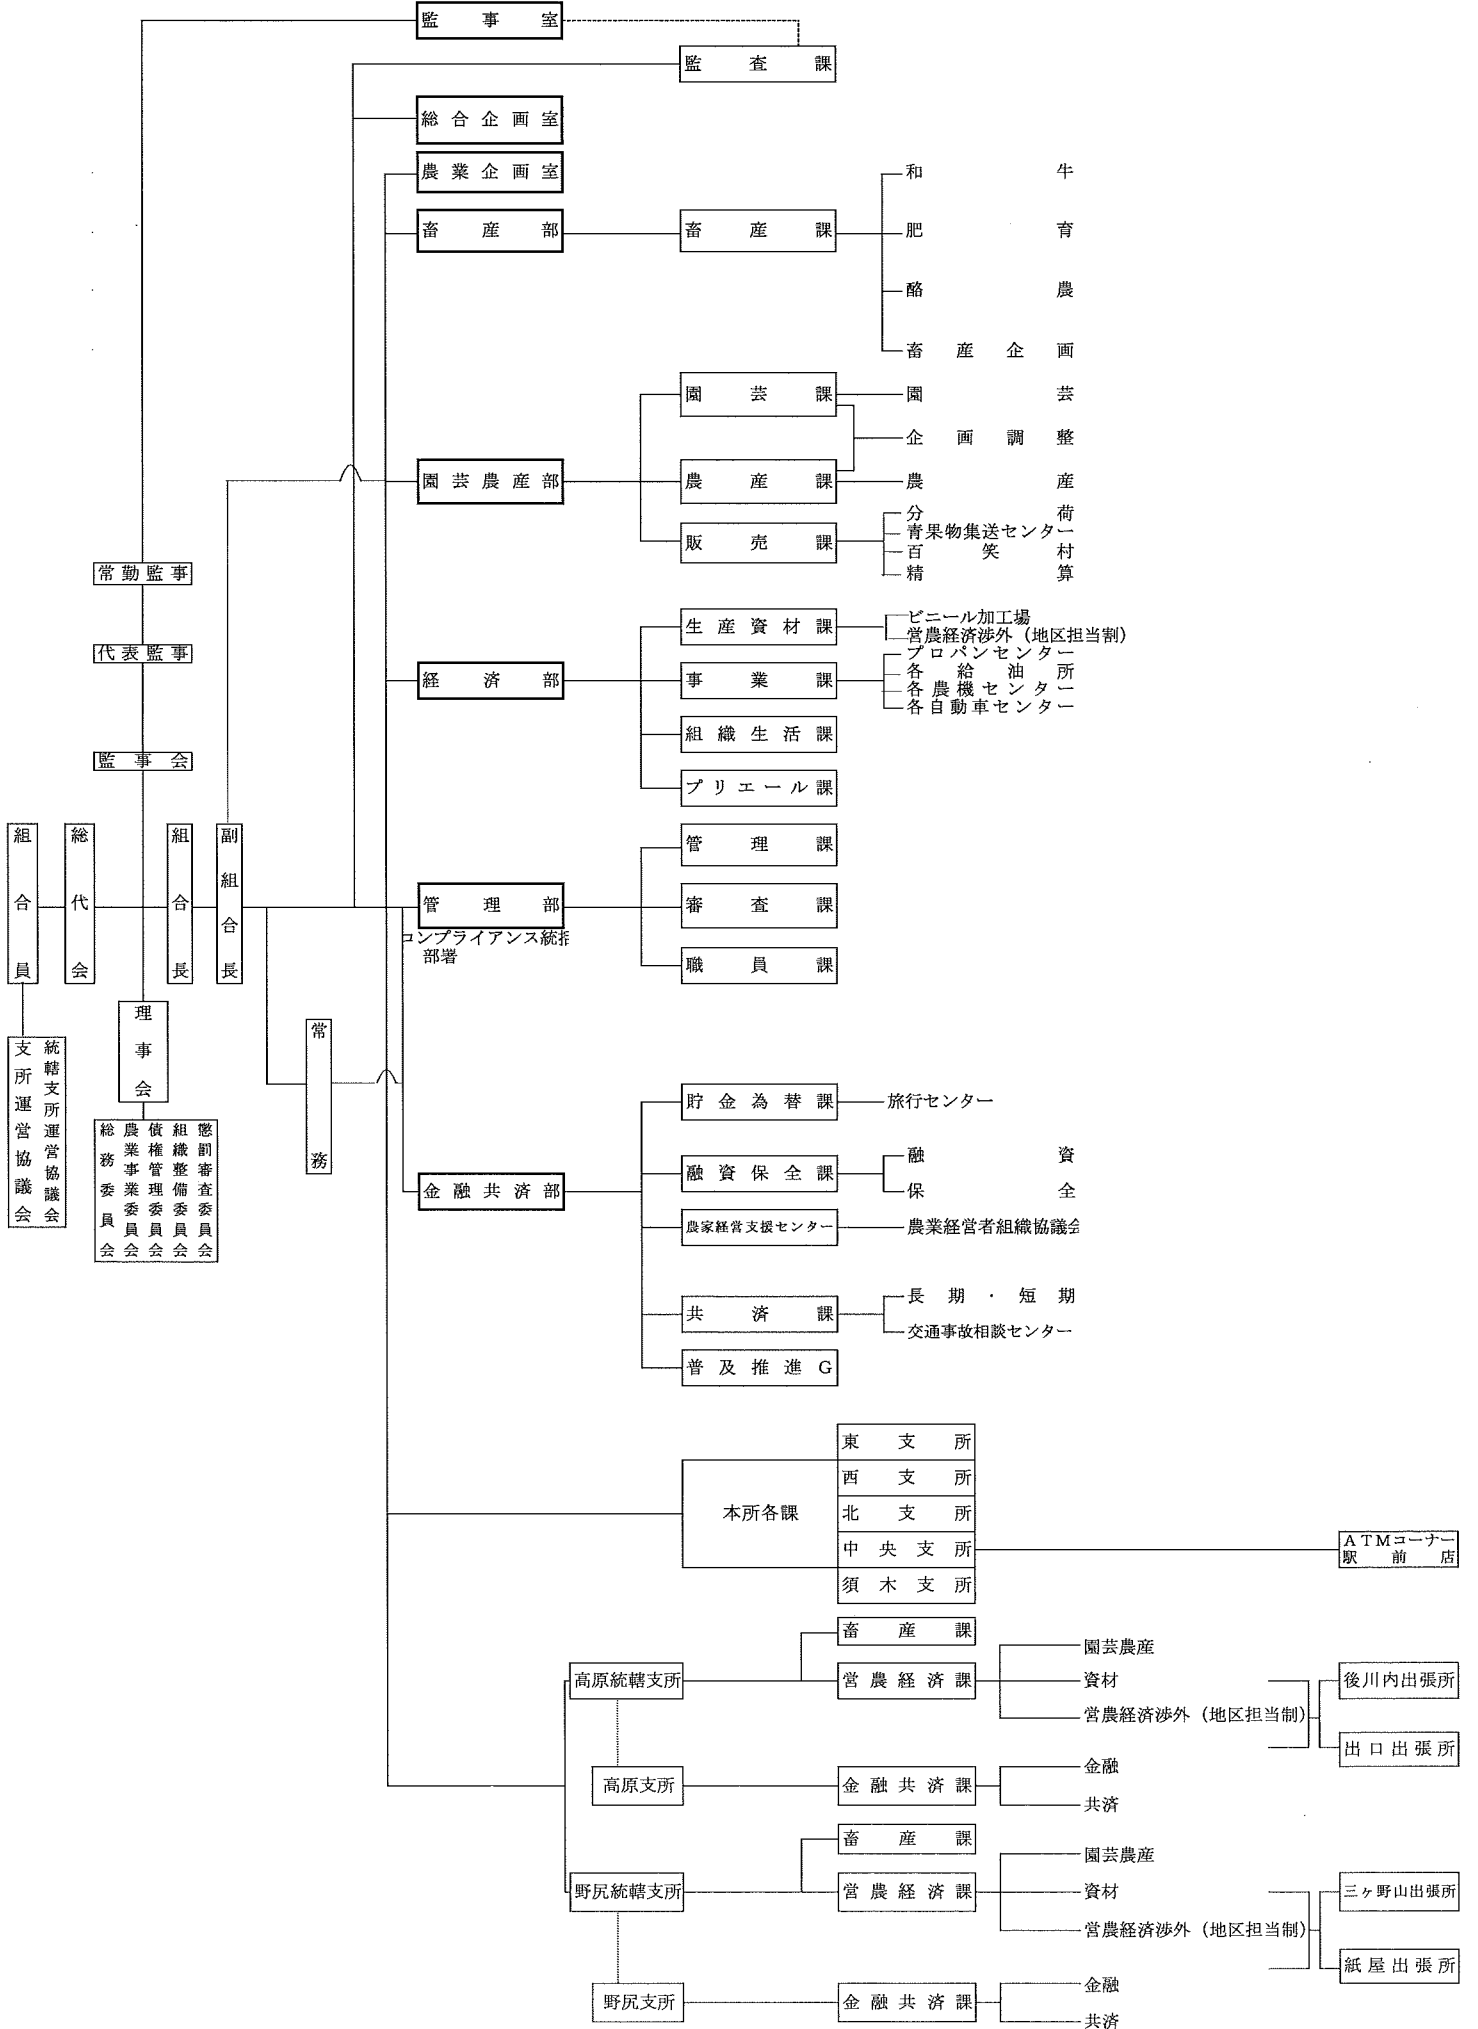 監事室
監査課
総合企画室
農業企画室
畜産部
畜産課
和牛
肥育
酪農
畜産企画
園芸農産部
園芸課
園芸
企画調整
農産課
農産
販売課
分荷
青果物集送センター
百笑村
精算
常勤監事
代表監事
監事会
経済部
生産資材課
ビニール加工場
営農経済渉外（地区担当割）
事業課
プロパンセンター
各給油所
各農機センター
各自動車センター
組織生活課
プリエール課
組合員
総代会
組合長
副組合長
管理部
コンプライアンス統括
部署
管理課
審査課
職員課
理事会
常務
支所運営協議会
統轄支所運営協議会
総務委員会
農業事業委員会
債権管理委員会
組織整備委員会
懲罰審査委員会
金融共済部
貯金為替課
旅行センター
融資保全課
融資
保全
農家経営支援センター
農業経営者組織協議会
共済課
長期・短期
交通事故相談センター
普及推進G
本所各課
東支所
西支所
北支所
中央支所
須木支所
ATMコーナー
駅前店
高原統轄支所
畜産課
営農経済課
園芸農産
資材
営農経済渉外（地区担当制）
後川内出張所
出口出張所
高原支所
金融共済課
金融
共済
野尻統轄支所
畜産課
営農経済課
園芸農産
資材
営農経済渉外（地区担当制）
三ヶ野山出張所
紙屋出張所
野尻支所
金融共済課
金融
共済